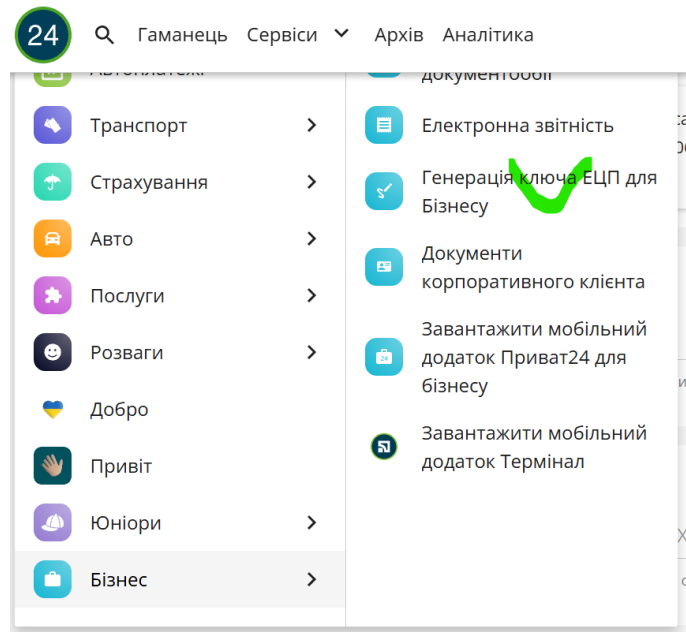 24
Гаманець Сервіси Архів Аналітика
Транспорт
Страхування
Авто
Послуги
Розваги
Добро
Привіт
Юніори
Бізнес
документообіг
Електронна звітність
Генерація ключа ЕЦП для
Бізнесу
Документи
корпоративного клієнта
Завантажити мобільний
додаток Приват24 для
бізнесу
Завантажити мобільний
додаток Термінал